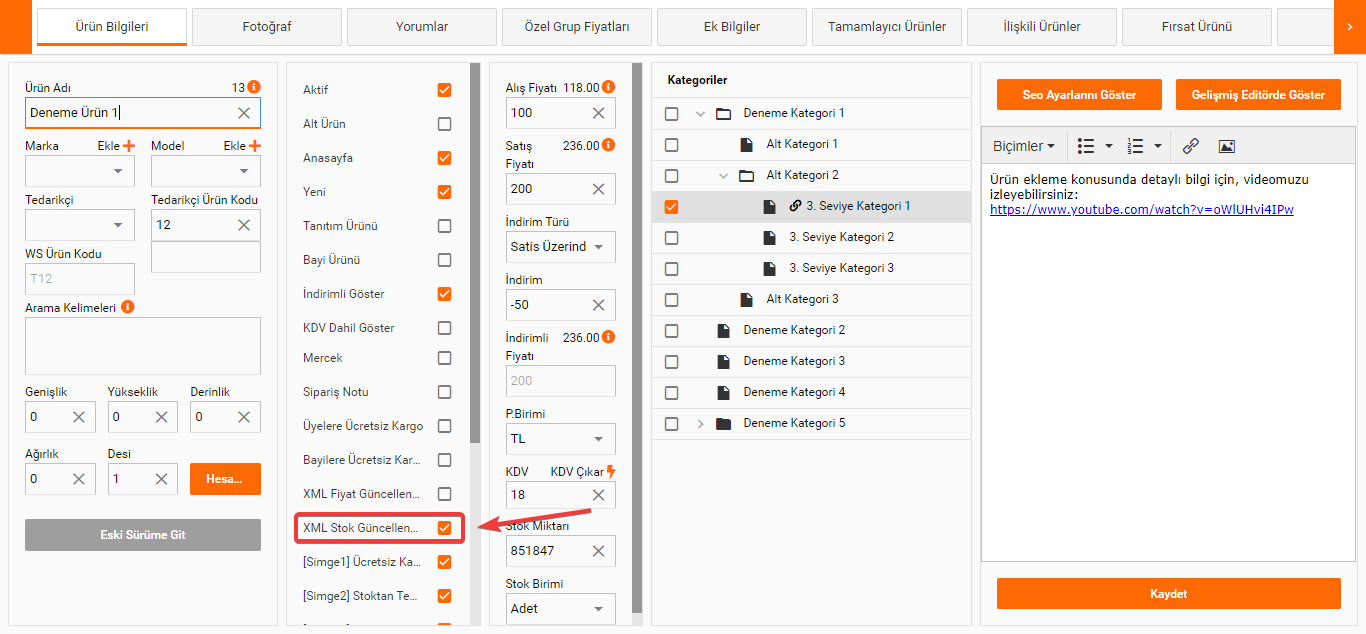 Ürün Bilgileri
Fotoğraf
Yorumlar
Özel Grup Fiyatları
Ek Bilgiler
Tamamlayıcı Ürünler
İlişkili Ürünler
Fırsat Ürünü
Ürün Adı 13
Deneme Ürün 1
Marka Ekle
Model Ekle
Tedarikçi
Tedarikçi Ürün Kodu
12
WS Ürün Kodu
T12
Arama Kelimeleri
Genişlik
Yükseklik
Derinlik
0
0
0
Ağırlık
Desi
0
1
Hesa...
Eski Sürüme Git
Aktif
Alt Ürün
Anasayfa
Yeni
Tanıtım Ürünü
Bayi Ürünü
İndirimli Göster
KDV Dahil Göster
Mercek
Sipariş Notu
Üyelere Ücretsiz Kargo
Bayilere Ücretsiz Kar...
XML Fiyat Güncellen...
XML Stok Güncellen...
[Simge1] Ücretsiz Ka...
[Simge2] Stoktan Te...
Alış Fiyatı 118.00
100
Satış Fiyatı 236.00
200
İndirim Türü
Satis Üzerind
İndirim
-50
İndirimli Fiyatı 236.00
200
P.Birimi
TL
KDV KDV Çıkar
18
Stok Miktarı
851847
Stok Birimi
Adet
Kategoriler
Deneme Kategori 1
Alt Kategori 1
Alt Kategori 2
3. Seviye Kategori 1
3. Seviye Kategori 2
3. Seviye Kategori 3
Alt Kategori 3
Deneme Kategori 2
Deneme Kategori 3
Deneme Kategori 4
Deneme Kategori 5
Seo Ayarlarını Göster
Gelişmiş Editörde Göster
Biçimler
Ürün ekleme konusunda detaylı bilgi için, videomuzu
izleyebilirsiniz:
https://www.youtube.com/watch?v=oWlUHvi4IPw
Kaydet